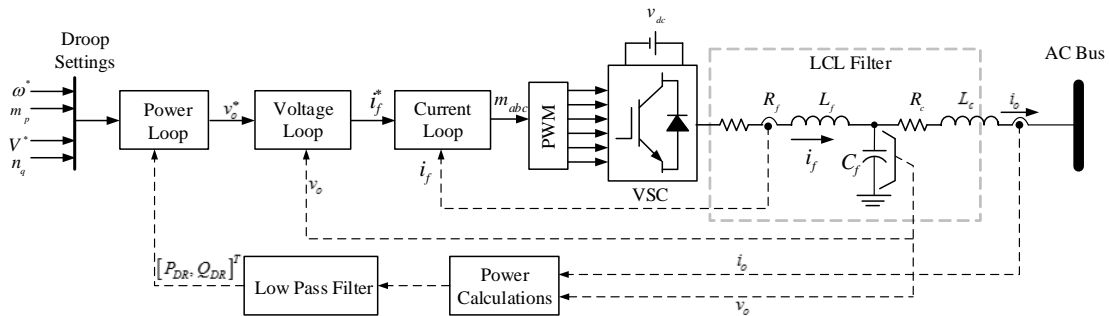 Droop
Settings
ω*
m_p
V*
n_q
Power
Loop
v_o*
Voltage
Loop
i_f*
Current
Loop
m_abc
PWM
v_dc
VSC
LCL Filter
R_f
L_f
R_c
L_c
i_o
AC Bus
i_f
C_f
i_f
v_o
[P_DR, Q_DR]^T
Low Pass Filter
Power
Calculations
i_o
v_o